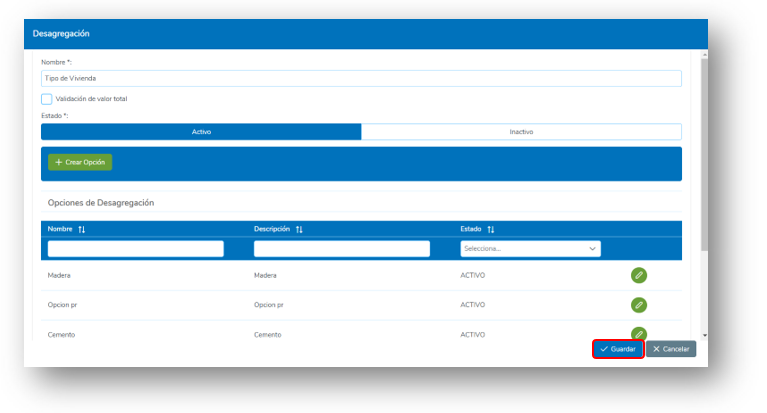 Desagregación
Nombre *:
Tipo de Vivienda
Validación de valor total
Estado *:
Activo Inactivo
+ Crear Opción
Opciones de Desagregación
Nombre Descripción Estado
Selecciona...
Madera Madera ACTIVO
Opcion pr Opcion pr ACTIVO
Cemento Cemento ACTIVO
Guardar Cancelar